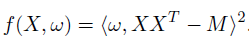 f(X, ω) = ⟨ω, XX^T − M⟩^2.